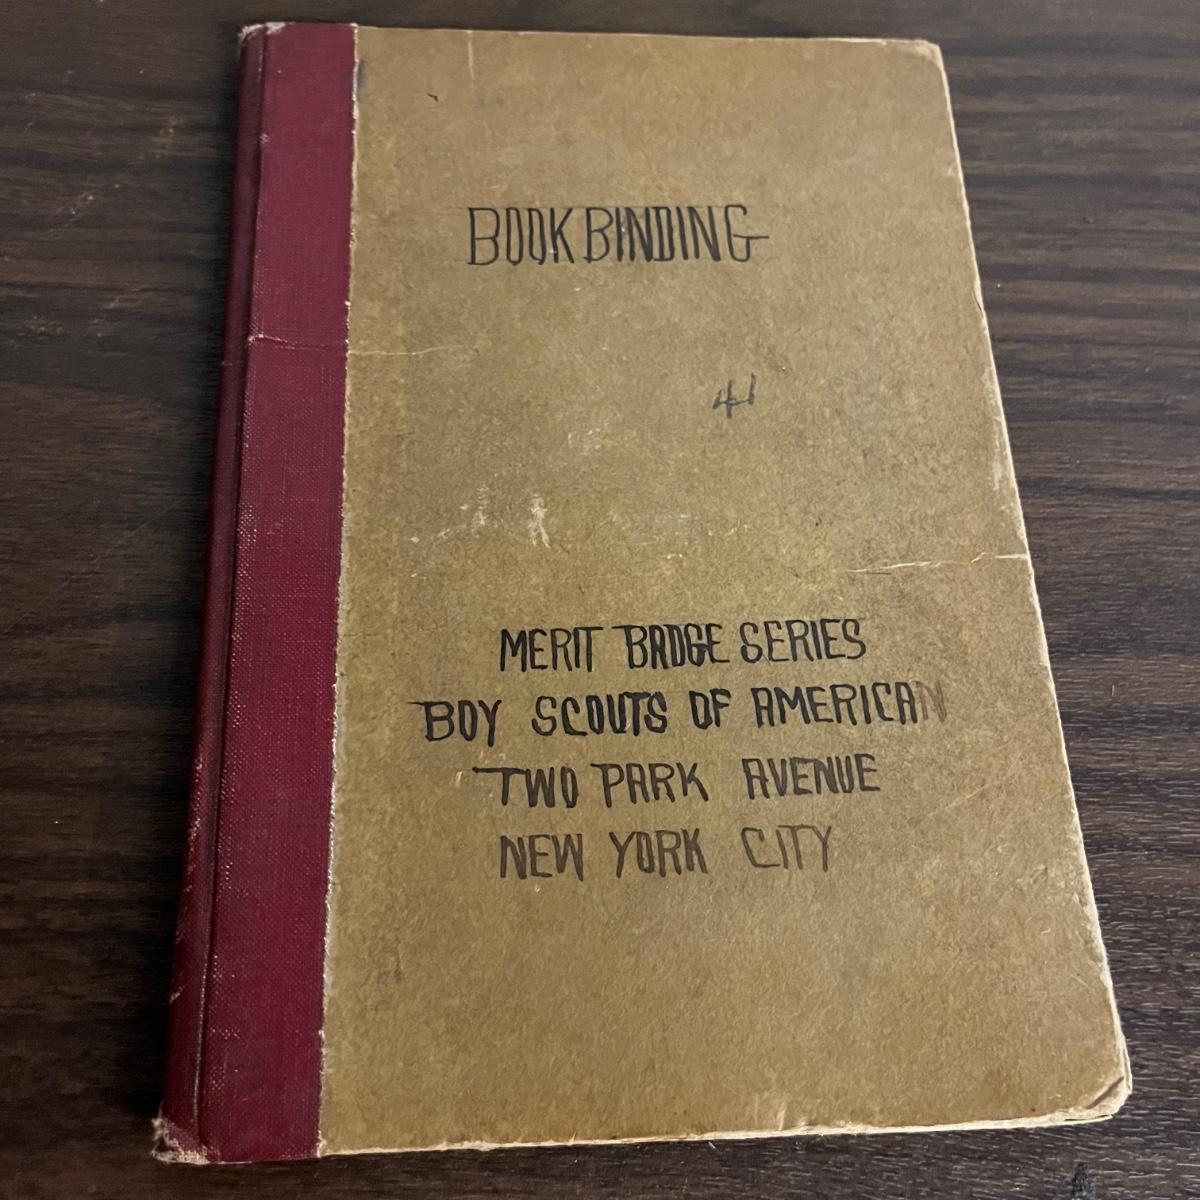 BOOKBINDING
41
MERIT BADGE SERIES
BOY SCOUTS OF AMERICAN
TWO PARK AVENUE
NEW YORK CITY